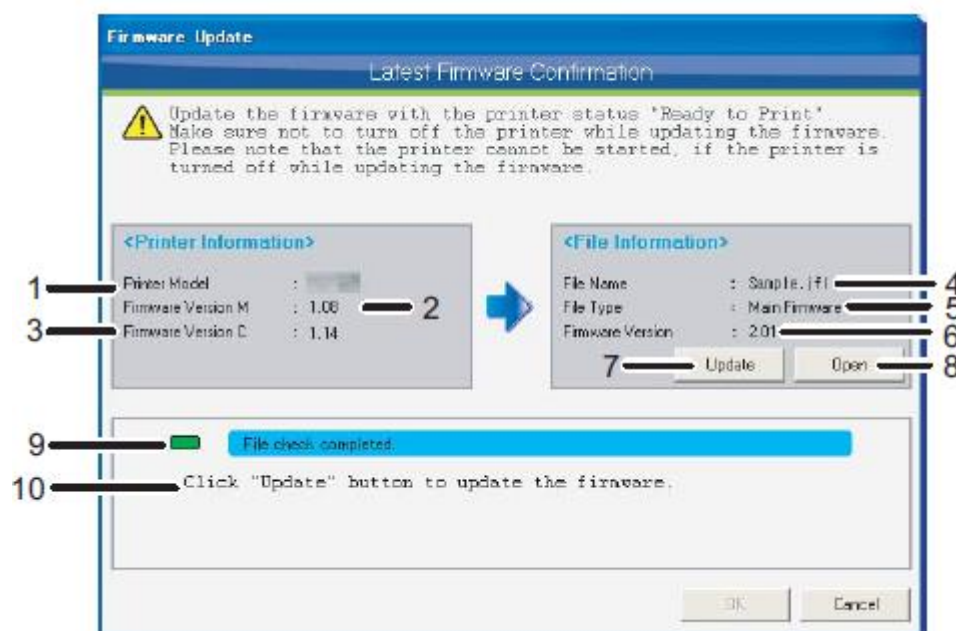 Firmware Update
Latest Firmware Confirmation
Update the firmware with the printer status "Ready to Print".
Make sure not to turn off the printer while updating the firmware.
Please note that the printer cannot be started, if the printer is
turned off while updating the firmware.
<Printer Information>
1 Printer Model :
Firmware Version M : 1.08 2
3 Firmware Version C : 1.14
<File Information>
File Name : Sample.jfl 4
File Type : Main Firmware 5
Firmware Version : 2.01 6
7 Update Open 8
9 File check completed.
10 Click "Update" button to update the firmware.
OK Cancel